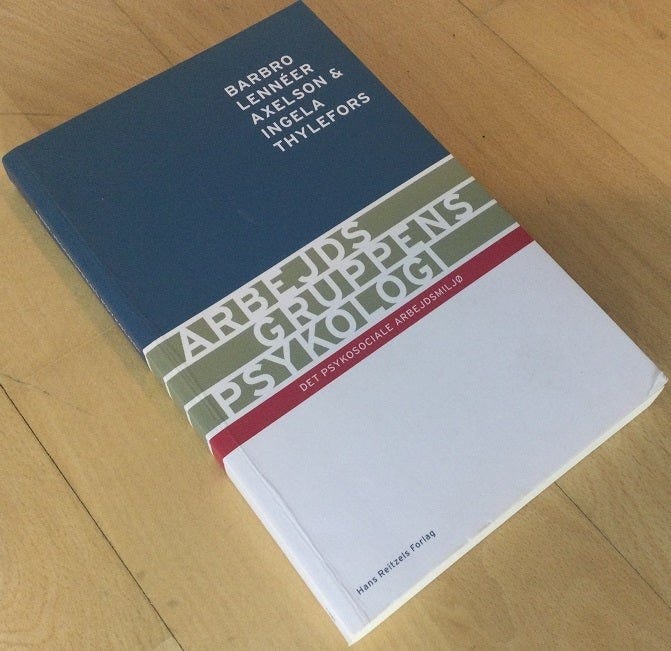 BARBRO
LENNÉER
AXELSON &
INGELA
THYLEFORS
ARBEJDS
GRUPPENS
PSYKOLOGI
DET PSYKOSOCIALE ARBEJDSMILJØ
Hans Reitzels Forlag